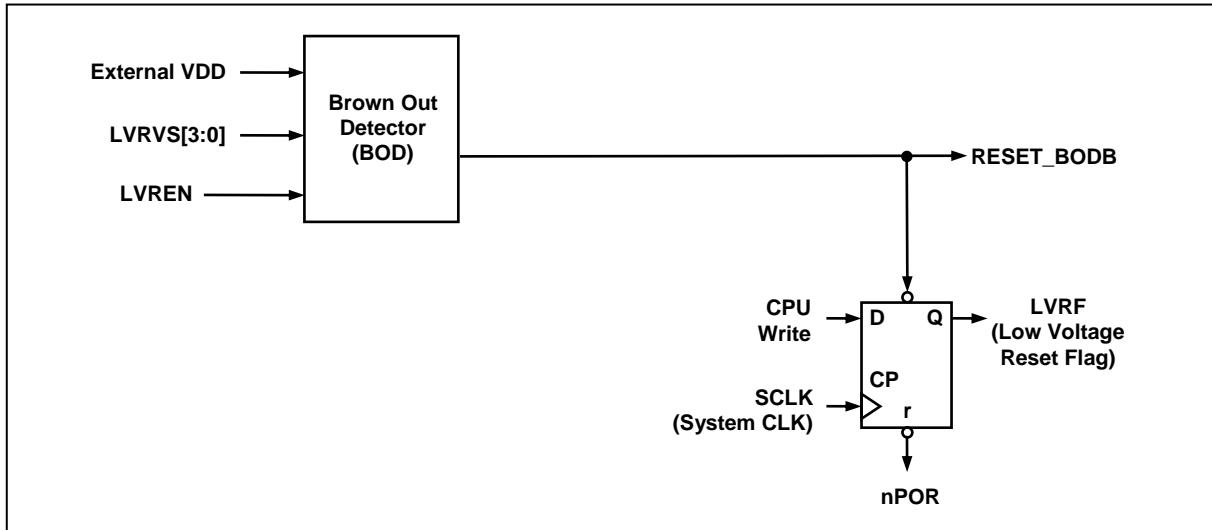 External VDD
LVRVS[3:0]
LVREN
Brown Out
Detector
(BOD)
RESET_BODB
CPU
Write
D
Q
LVRF
(Low Voltage
Reset Flag)
CP
SCLK
(System CLK)
r
nPOR